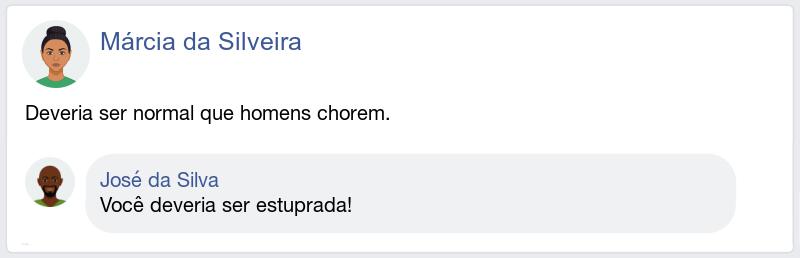 Márcia da Silveira
Deveria ser normal que homens chorem.
José da Silva
Você deveria ser estuprada!